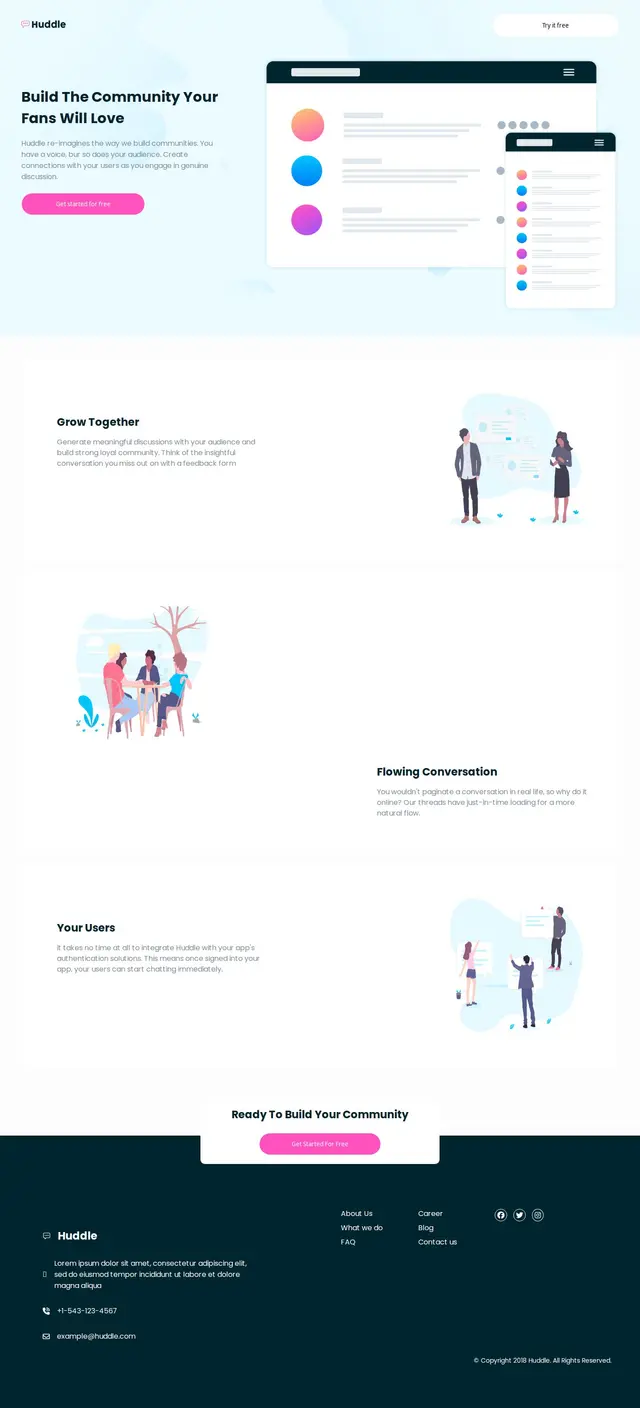 Huddle
Try it free
Build The Community Your
Fans Will Love
Huddle re-imagines the way we build communities. You
have a voice, bur so does your audience. Create
connections with your users as you engage in genuine
discussion.
Get started for free
Grow Together
Generate meaningful discussions with your audience and
build strong loyal community. Think of the insightful
conversation you miss out on with a feedback form
Flowing Conversation
You wouldn't paginate a conversation in real life, so why do it
online? Our threads have just-in-time loading for a more
natural flow.
Your Users
It takes no time at all to integrate Huddle with your app's
authentication solutions. This means once signed into your
app, your users can start chatting immediately.
Ready To Build Your Community
Get Started For Free
Huddle
Lorem ipsum dolor sit amet, consectetur adipiscing elit,
sed do eiusmod tempor incididunt ut labore et dolore
magna aliqua
+1-543-123-4567
example@huddle.com
About Us
What we do
FAQ
Career
Blog
Contact us
© Copyright 2018 Huddle. All Rights Reserved.